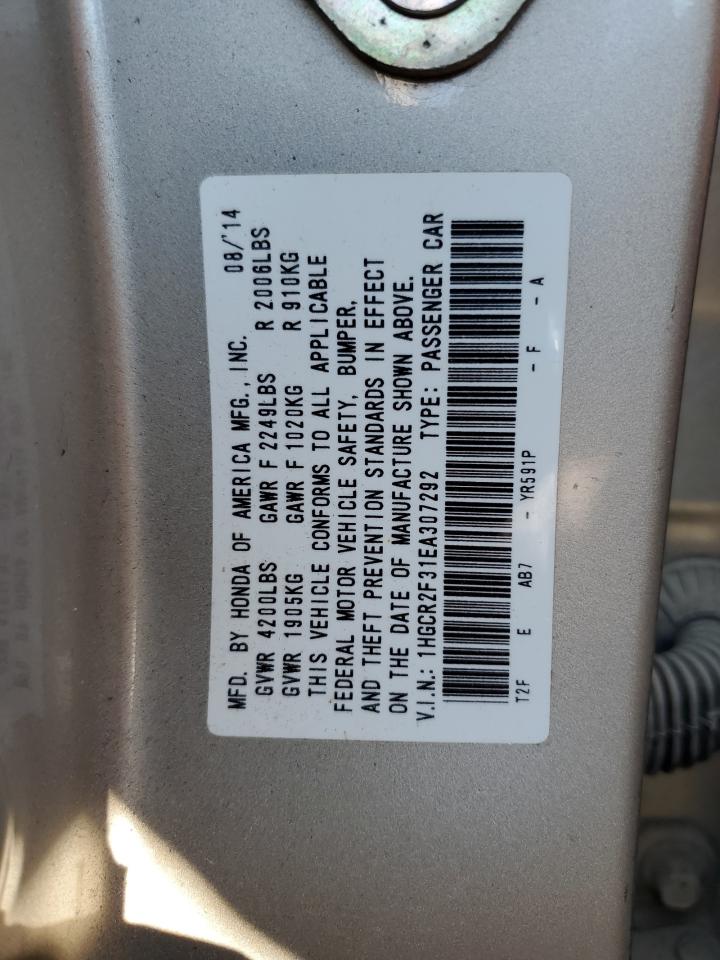 MFD. BY HONDA OF AMERICA MFG., INC. 08/'14
GVWR 4200LBS GAWR F 2249LBS R 2006LBS
GVWR 1905KG GAWR F 1020KG R 910KG
THIS VEHICLE CONFORMS TO ALL APPLICABLE
FEDERAL MOTOR VEHICLE SAFETY, BUMPER,
AND THEFT PREVENTION STANDARDS IN EFFECT
ON THE DATE OF MANUFACTURE SHOWN ABOVE.
V.I.N.: 1HGCR2F31EA307292 TYPE: PASSENGER CAR
T2F E AB7 - YR591P - F - A